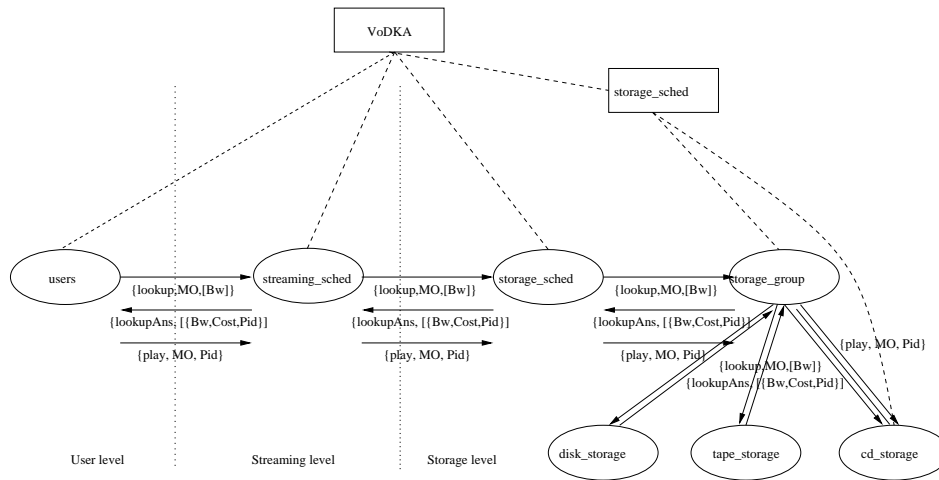 VoDKA
storage_sched
users
streaming_sched
storage_sched
storage_group
{lookup,MO,[Bw]}
{lookup,MO,[Bw]}
{lookup,MO,[Bw]}
{lookupAns, [{Bw,Cost,Pid}]
{lookupAns, [{Bw,Cost,Pid}]
{lookupAns, [{Bw,Cost,Pid}]
{play, MO, Pid}
{play, MO, Pid}
{play, MO, Pid}
{play, MO, Pid}
{lookup,MO,[Bw]}
{lookupAns, [{Bw,Cost,Pid}]
disk_storage
tape_storage
cd_storage
User level
Streaming level
Storage level